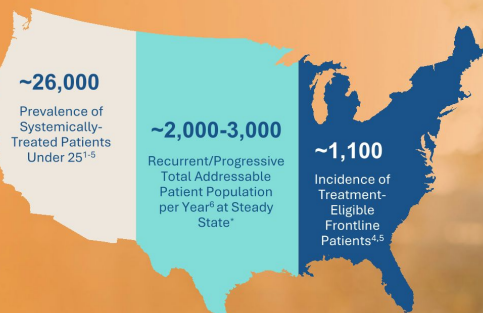 ~26,000
Prevalence of
Systemically-
Treated Patients
Under 251-5
~2,000-3,000
Recurrent/Progressive
Total Addressable
Patient Population
per Year6 at Steady
State*
~1,100
Incidence of
Treatment-
Eligible
Frontline
Patients4,5